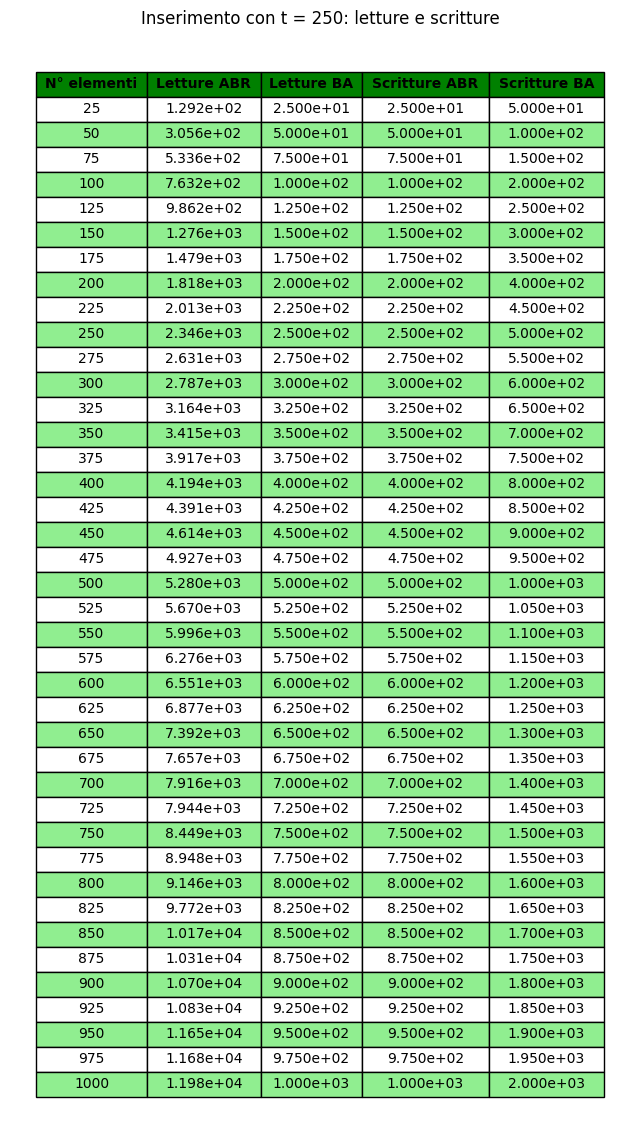 Inserimento con t = 250: letture e scritture
N° elementi Letture ABR Letture BA Scritture ABR Scritture BA
25 1.292e+02 2.500e+01 2.500e+01 5.000e+01
50 3.056e+02 5.000e+01 5.000e+01 1.000e+02
75 5.336e+02 7.500e+01 7.500e+01 1.500e+02
100 7.632e+02 1.000e+02 1.000e+02 2.000e+02
125 9.862e+02 1.250e+02 1.250e+02 2.500e+02
150 1.276e+03 1.500e+02 1.500e+02 3.000e+02
175 1.479e+03 1.750e+02 1.750e+02 3.500e+02
200 1.818e+03 2.000e+02 2.000e+02 4.000e+02
225 2.013e+03 2.250e+02 2.250e+02 4.500e+02
250 2.346e+03 2.500e+02 2.500e+02 5.000e+02
275 2.631e+03 2.750e+02 2.750e+02 5.500e+02
300 2.787e+03 3.000e+02 3.000e+02 6.000e+02
325 3.164e+03 3.250e+02 3.250e+02 6.500e+02
350 3.415e+03 3.500e+02 3.500e+02 7.000e+02
375 3.917e+03 3.750e+02 3.750e+02 7.500e+02
400 4.194e+03 4.000e+02 4.000e+02 8.000e+02
425 4.391e+03 4.250e+02 4.250e+02 8.500e+02
450 4.614e+03 4.500e+02 4.500e+02 9.000e+02
475 4.927e+03 4.750e+02 4.750e+02 9.500e+02
500 5.280e+03 5.000e+02 5.000e+02 1.000e+03
525 5.670e+03 5.250e+02 5.250e+02 1.050e+03
550 5.996e+03 5.500e+02 5.500e+02 1.100e+03
575 6.276e+03 5.750e+02 5.750e+02 1.150e+03
600 6.551e+03 6.000e+02 6.000e+02 1.200e+03
625 6.877e+03 6.250e+02 6.250e+02 1.250e+03
650 7.392e+03 6.500e+02 6.500e+02 1.300e+03
675 7.657e+03 6.750e+02 6.750e+02 1.350e+03
700 7.916e+03 7.000e+02 7.000e+02 1.400e+03
725 7.944e+03 7.250e+02 7.250e+02 1.450e+03
750 8.449e+03 7.500e+02 7.500e+02 1.500e+03
775 8.948e+03 7.750e+02 7.750e+02 1.550e+03
800 9.146e+03 8.000e+02 8.000e+02 1.600e+03
825 9.772e+03 8.250e+02 8.250e+02 1.650e+03
850 1.017e+04 8.500e+02 8.500e+02 1.700e+03
875 1.031e+04 8.750e+02 8.750e+02 1.750e+03
900 1.070e+04 9.000e+02 9.000e+02 1.800e+03
925 1.083e+04 9.250e+02 9.250e+02 1.850e+03
950 1.165e+04 9.500e+02 9.500e+02 1.900e+03
975 1.168e+04 9.750e+02 9.750e+02 1.950e+03
1000 1.198e+04 1.000e+03 1.000e+03 2.000e+03